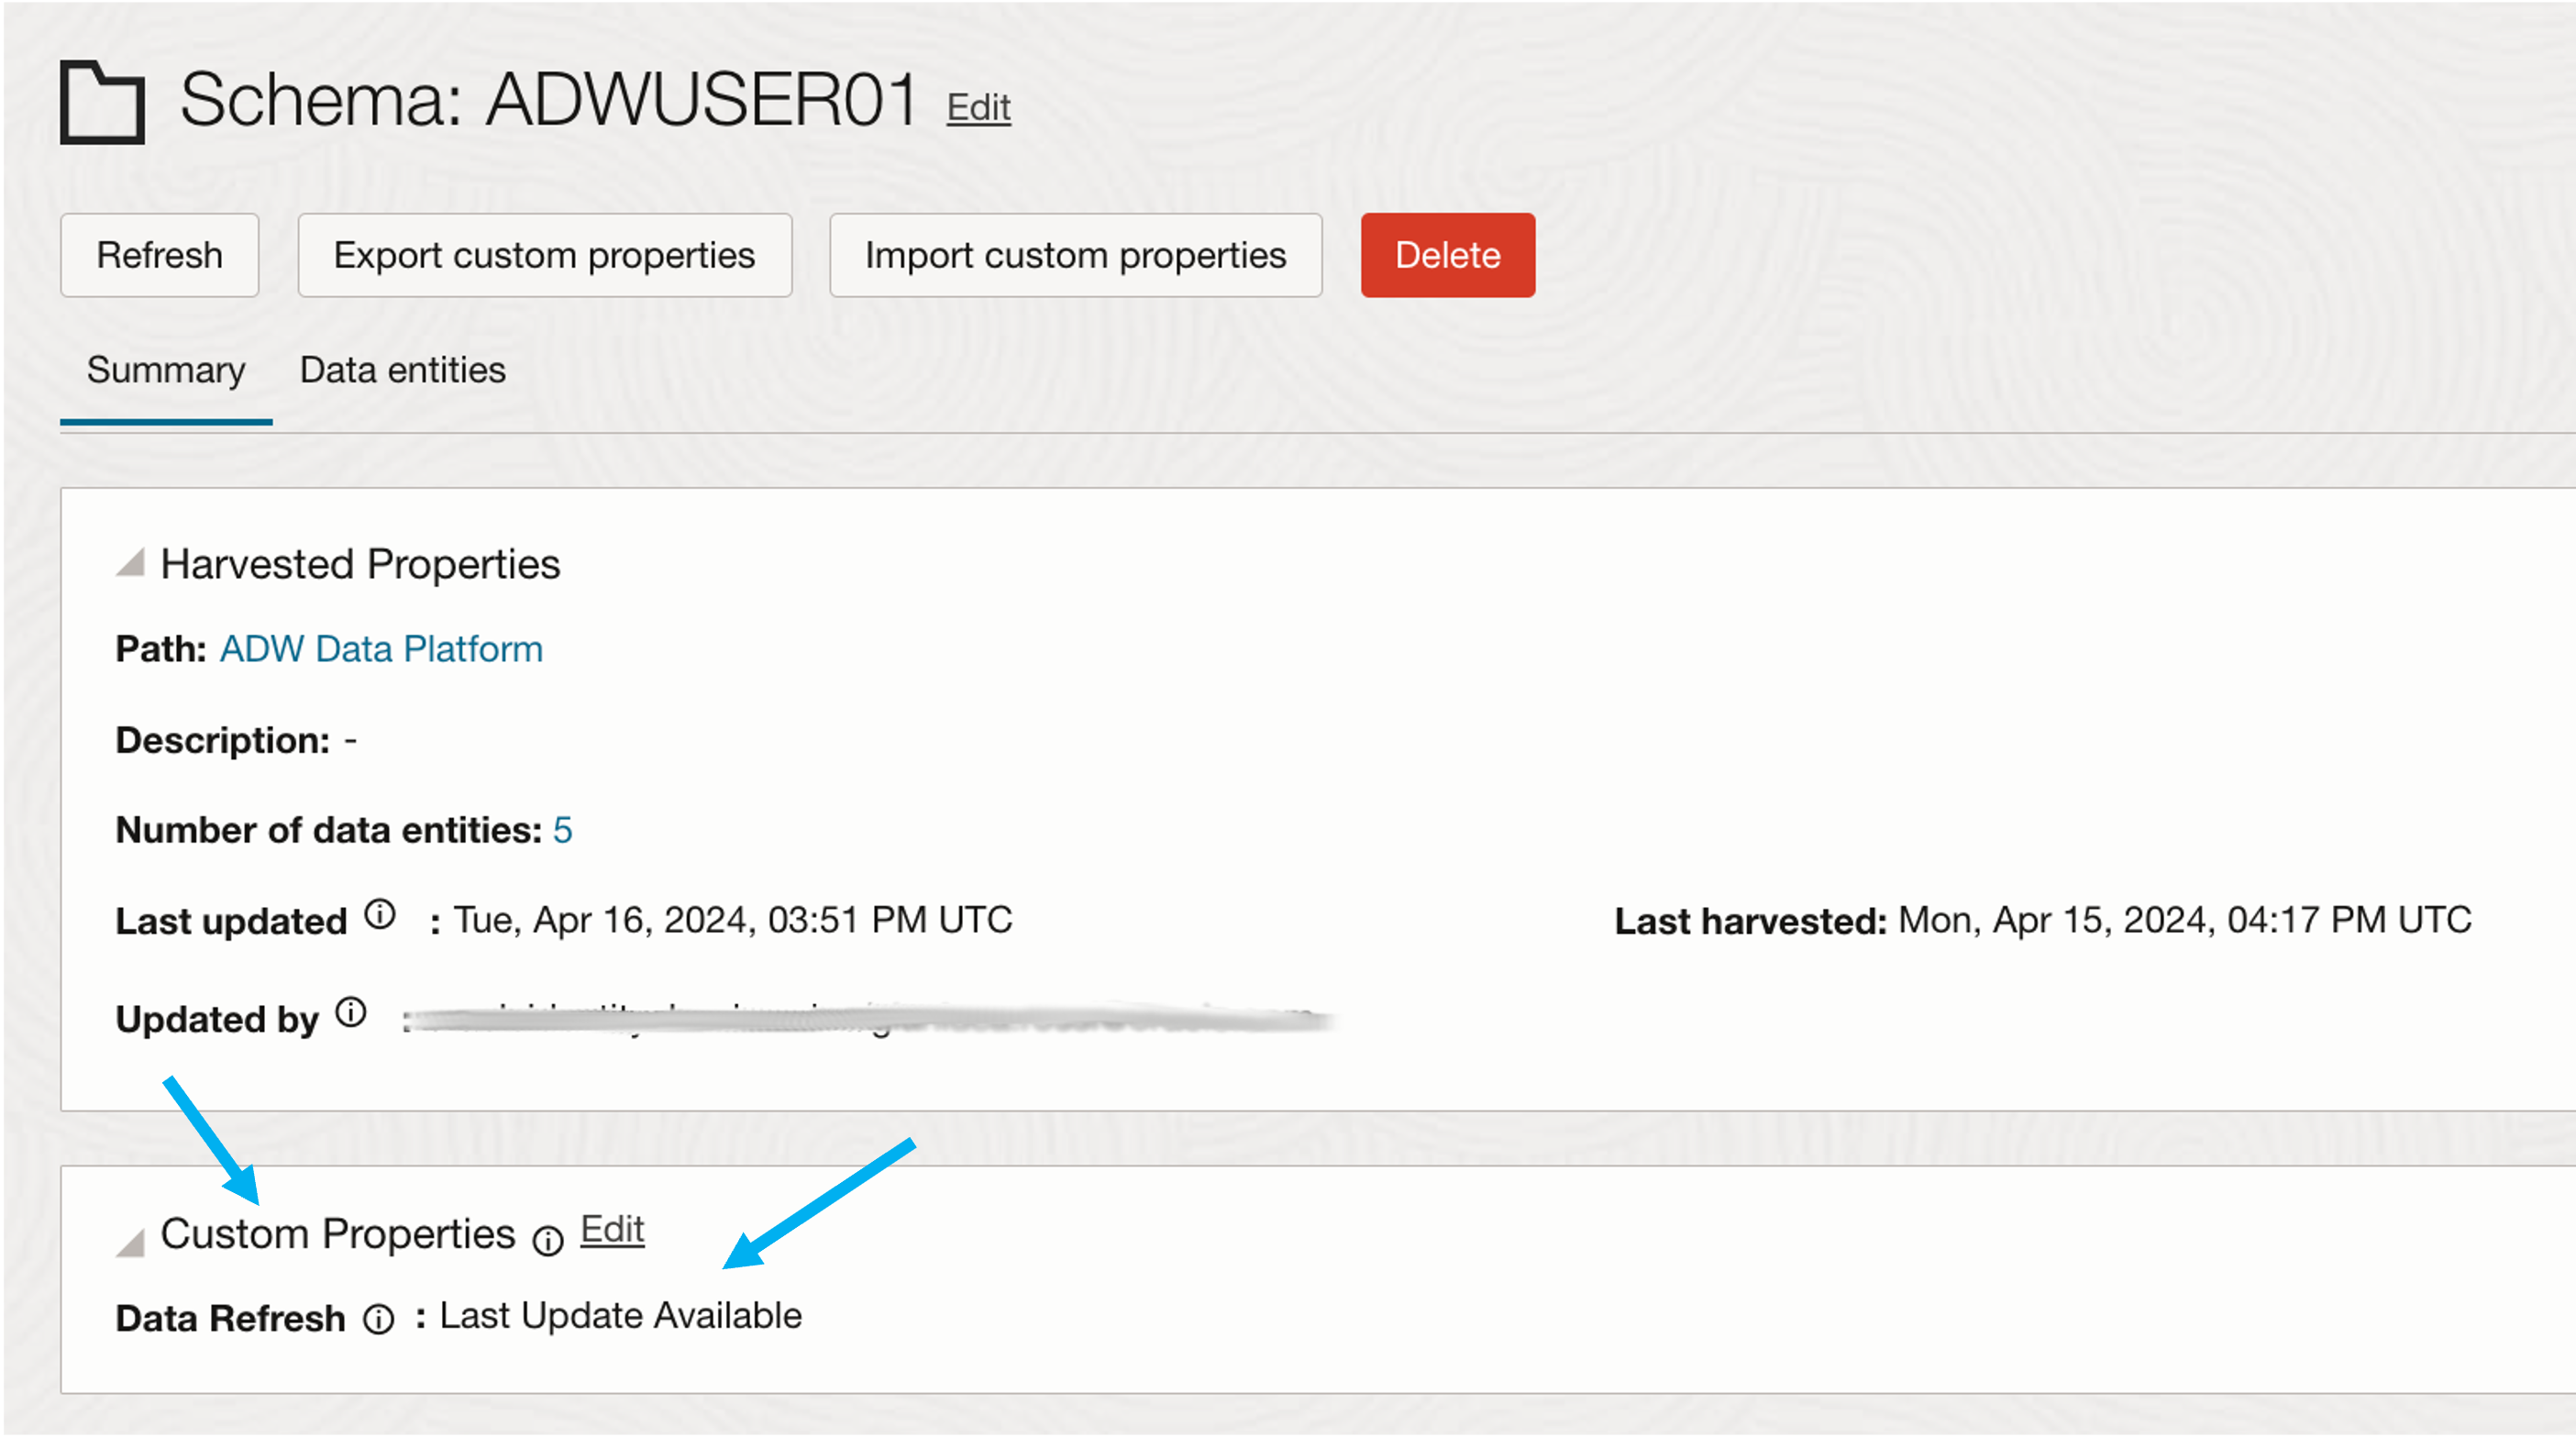 Schema: ADWUSER01 Edit
Refresh Export custom properties Import custom properties Delete
Summary Data entities
Harvested Properties
Path: ADW Data Platform
Description: -
Number of data entities: 5
Last updated : Tue, Apr 16, 2024, 03:51 PM UTC Last harvested: Mon, Apr 15, 2024, 04:17 PM UTC
Updated by :
Custom Properties Edit
Data Refresh : Last Update Available